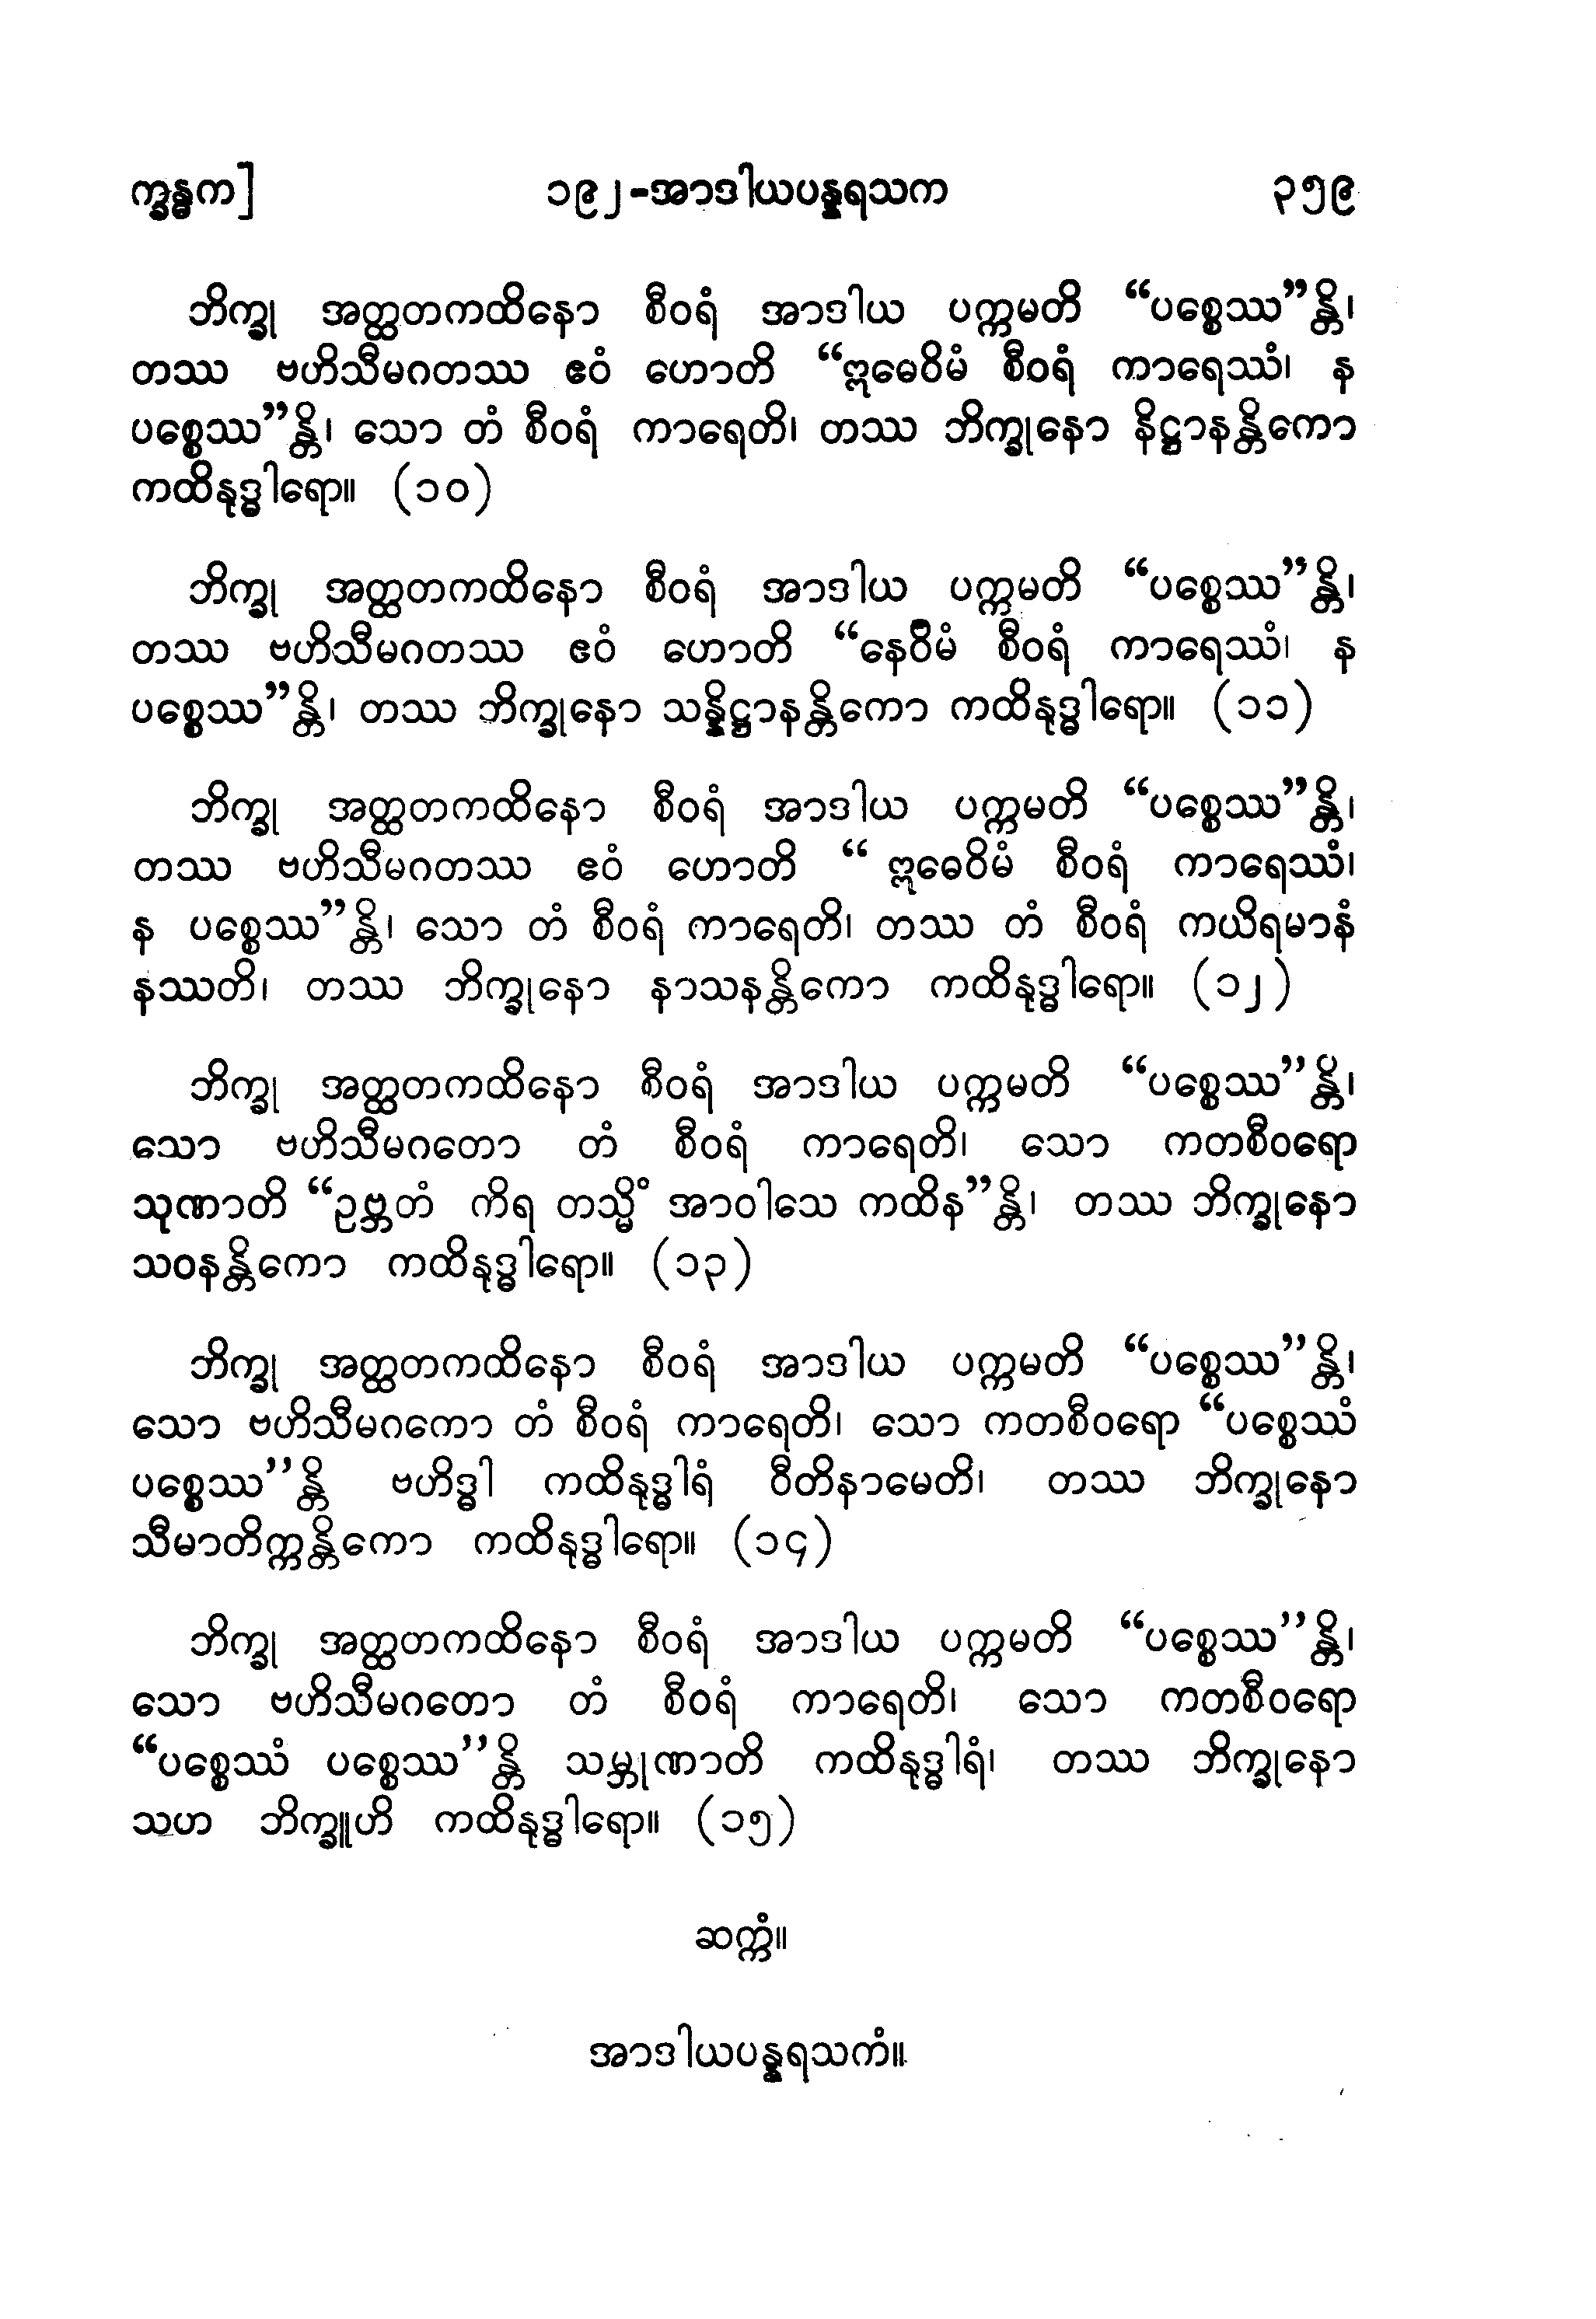 က္ခန္ဓက] ၁၉၂-အာဒါယပန္နရသက ၃၅၉
ဘိက္ခု အတ္ထတကထိနော စီဝရံ အာဒါယ ပက္ကမတိ “ပစ္စေဿ”န္တိ၊
တဿ ဗဟိသီမဂတဿ ဧဝံ ဟောတိ “ဣဓေဝိမံ စီဝရံ ကာရေဿံ၊ န
ပစ္စေဿ”န္တိ၊ သော တံ စီဝရံ ကာရေတိ၊ တဿ ဘိက္ခုနော နိဋ္ဌာနန္တိကော
ကထိနုဒ္ဓါရော။ (၁၀)
ဘိက္ခု အတ္ထတကထိနော စီဝရံ အာဒါယ ပက္ကမတိ “ပစ္စေဿ”န္တိ၊
တဿ ဗဟိသီမဂတဿ ဧဝံ ဟောတိ “နေဝိမံ စီဝရံ ကာရေဿံ၊ န
ပစ္စေဿ”န္တိ၊ တဿ ဘိက္ခုနော သန္နိဋ္ဌာနန္တိကော ကထိနုဒ္ဓါရော။ (၁၁)
ဘိက္ခု အတ္ထတကထိနော စီဝရံ အာဒါယ ပက္ကမတိ “ပစ္စေဿ”န္တိ၊
တဿ ဗဟိသီမဂတဿ ဧဝံ ဟောတိ “ ဣဓေဝိမံ စီဝရံ ကာရေဿံ၊
န ပစ္စေဿ”န္တိ၊ သော တံ စီဝရံ ကာရေတိ၊ တဿ တံ စီဝရံ ကယိရမာနံ
နဿတိ၊ တဿ ဘိက္ခုနော နာသနန္တိကော ကထိနုဒ္ဓါရော။ (၁၂)
ဘိက္ခု အတ္ထတကထိနော စီဝရံ အာဒါယ ပက္ကမတိ “ပစ္စေဿ”န္တိ၊
သော ဗဟိသီမဂတော တံ စီဝရံ ကာရေတိ၊ သော ကတစီဝရော
သုဏာတိ “ဥဗ္ဘတံ ကိရ တသ္မိံ အာဝါသေ ကထိန”န္တိ၊ တဿ ဘိက္ခုနော
သဝနန္တိကော ကထိနုဒ္ဓါရော။ (၁၃)
ဘိက္ခု အတ္ထတကထိနော စီဝရံ အာဒါယ ပက္ကမတိ “ပစ္စေဿ”န္တိ၊
သော ဗဟိသီမဂကော တံ စီဝရံ ကာရေတိ၊ သော ကတစီဝရော “ပစ္စေဿံ
ပစ္စေဿ”န္တိ ဗဟိဒ္ဓါ ကထိနုဒ္ဓါရံ ဝီတိနာမေတိ၊ တဿ ဘိက္ခုနော
သီမာတိက္ကန္တိကော ကထိနုဒ္ဓါရော။ (၁၄)
ဘိက္ခု အတ္ထတကထိနော စီဝရံ အာဒါယ ပက္ကမတိ “ပစ္စေဿ”န္တိ၊
သော ဗဟိသီမဂတော တံ စီဝရံ ကာရေတိ၊ သော ကတစီဝရော
“ပစ္စေဿံ ပစ္စေဿ”န္တိ သမ္ဘုဏာတိ ကထိနုဒ္ဓါရံ၊ တဿ ဘိက္ခုနော
သဟ ဘိက္ခူဟိ ကထိနုဒ္ဓါရော။ (၁၅)
ဆက္ကံ။
အာဒါယပန္နရသကံ။